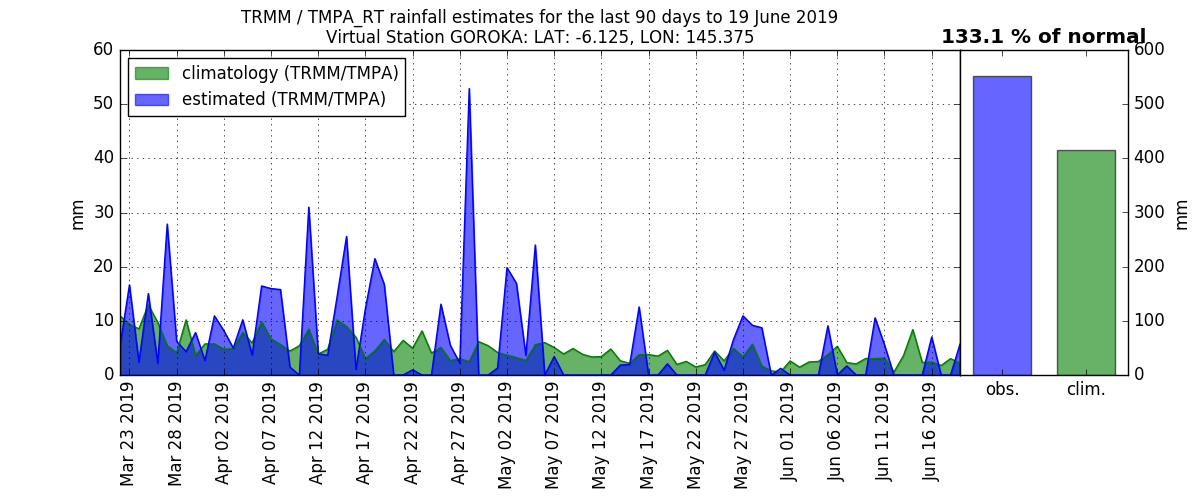 TRMM / TMPA_RT rainfall estimates for the last 90 days to 19 June 2019
Virtual Station GOROKA: LAT: -6.125, LON: 145.375
133.1 % of normal
climatology (TRMM/TMPA)
estimated (TRMM/TMPA)
60
50
40
30
20
10
0
mm
600
500
400
300
200
100
0
mm
obs.
clim.
Mar 23 2019
Mar 28 2019
Apr 02 2019
Apr 07 2019
Apr 12 2019
Apr 17 2019
Apr 22 2019
Apr 27 2019
May 02 2019
May 07 2019
May 12 2019
May 17 2019
May 22 2019
May 27 2019
Jun 01 2019
Jun 06 2019
Jun 11 2019
Jun 16 2019